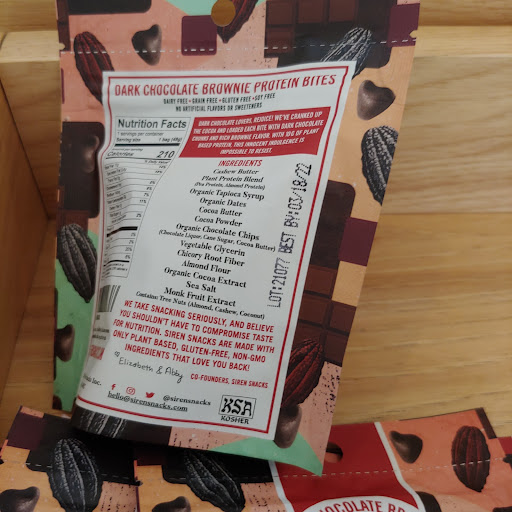 DARK CHOCOLATE BROWNIE PROTEIN BITES
DAIRY FREE • GRAIN FREE • GLUTEN FREE • SOY FREE
NO ARTIFICIAL FLAVORS OR SWEETENERS
Nutrition Facts
1 bag (48g)
Calories 210
DARK CHOCOLATE LOVERS, REJOICE! WE'VE CRANKED UP
THE COCOA AND LOADED EACH BITE WITH DARK CHOCOLATE
CHUNKS AND RICH BROWNIE FLAVOR. WITH 10G OF PLANT
BASED PROTEIN, THIS INNOCENT INDULGENCE IS
IMPOSSIBLE TO RESIST.
INGREDIENTS
Cashew Butter
Plant Protein Blend
(Pea Protein, Almond Protein)
Organic Tapioca Syrup
Organic Dates
Cocoa Butter
Cocoa Powder
Organic Chocolate Chips
(Chocolate Liquor, Cane Sugar, Cocoa Butter)
Vegetable Glycerin
Chicory Root Fiber
Almond Flour
Organic Cocoa Extract
Sea Salt
Monk Fruit Extract
Contains: Tree Nuts (Almond, Cashew, Coconut)
LOT:21077 BEST BY:03/18/22
WE TAKE SNACKING SERIOUSLY, AND BELIEVE
YOU SHOULDN'T HAVE TO COMPROMISE TASTE
FOR NUTRITION. SIREN SNACKS ARE MADE WITH
ONLY PLANT BASED, GLUTEN-FREE, NON-GMO
INGREDIENTS THAT LOVE YOU BACK!
Elizabeth & Abby
CO-FOUNDERS, SIREN SNACKS
Inc.
@sirensnacks
hello@sirensnacks.com
KSA
KOSHER
CHOCOLATE BR